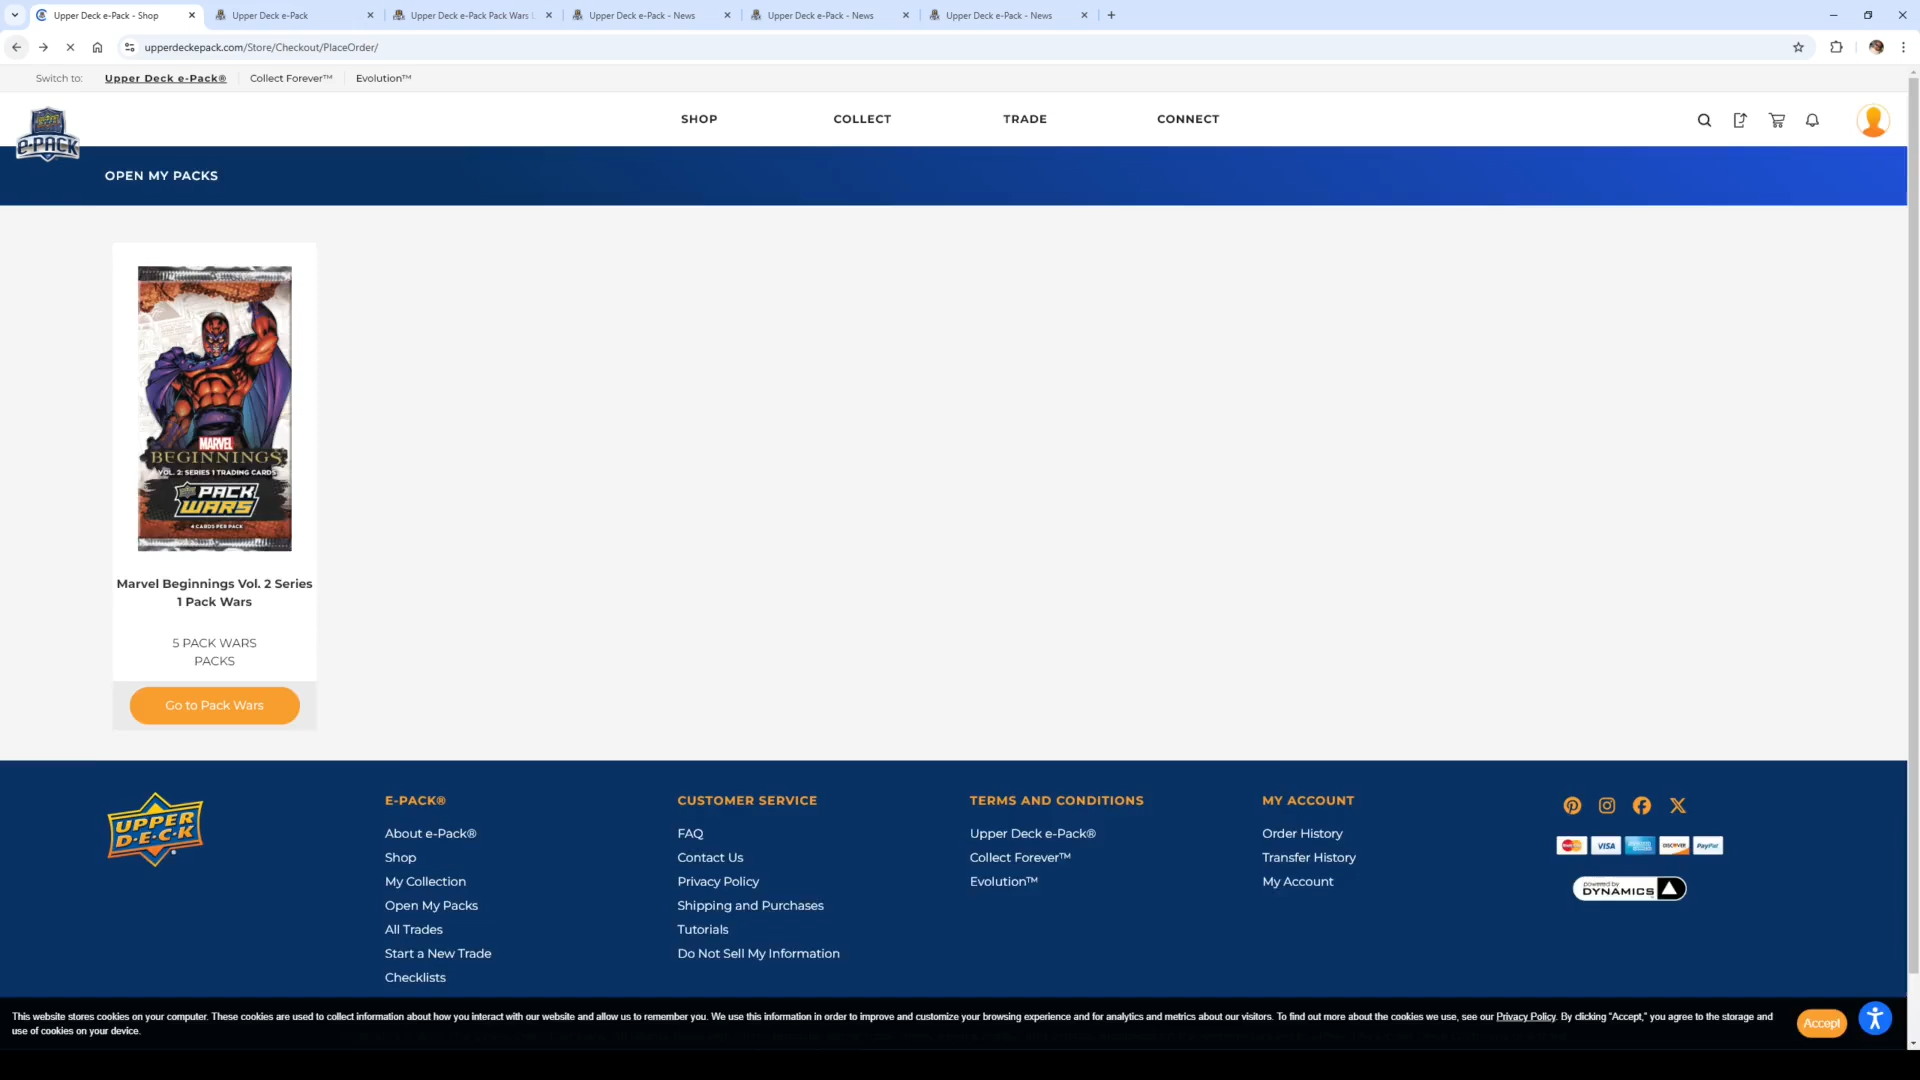 Upper Deck e-Pack - Shop
Upper Deck e-Pack
Upper Deck e-Pack Pack Wars
Upper Deck e-Pack - News
Upper Deck e-Pack - News
Upper Deck e-Pack - News
upperdeckepack.com/Store/Checkout/PlaceOrder/
Switch to:
Upper Deck e-Pack®
Collect Forever™
Evolution™
e-PACK
SHOP
COLLECT
TRADE
CONNECT
OPEN MY PACKS
MARVEL
BEGINNINGS
VOL. 2: SERIES 1 TRADING CARDS
PACK
WARS
4 CARDS PER PACK
Marvel Beginnings Vol. 2 Series
1 Pack Wars
5 PACK WARS
PACKS
Go to Pack Wars
UPPER
D·E·C·K
E-PACK®
About e-Pack®
Shop
My Collection
Open My Packs
All Trades
Start a New Trade
Checklists
CUSTOMER SERVICE
FAQ
Contact Us
Privacy Policy
Shipping and Purchases
Tutorials
Do Not Sell My Information
TERMS AND CONDITIONS
Upper Deck e-Pack®
Collect Forever™
Evolution™
MY ACCOUNT
Order History
Transfer History
My Account
VISA
DISCOVER
PayPal
powered by
DYNAMICS
This website stores cookies on your computer. These cookies are used to collect information about how you interact with our website and allow us to remember you. We use this information in order to improve and customize your browsing experience and for analytics and metrics about our visitors. To find out more about the cookies we use, see our Privacy Policy. By clicking "Accept," you agree to the storage and
use of cookies on your device.
Accept